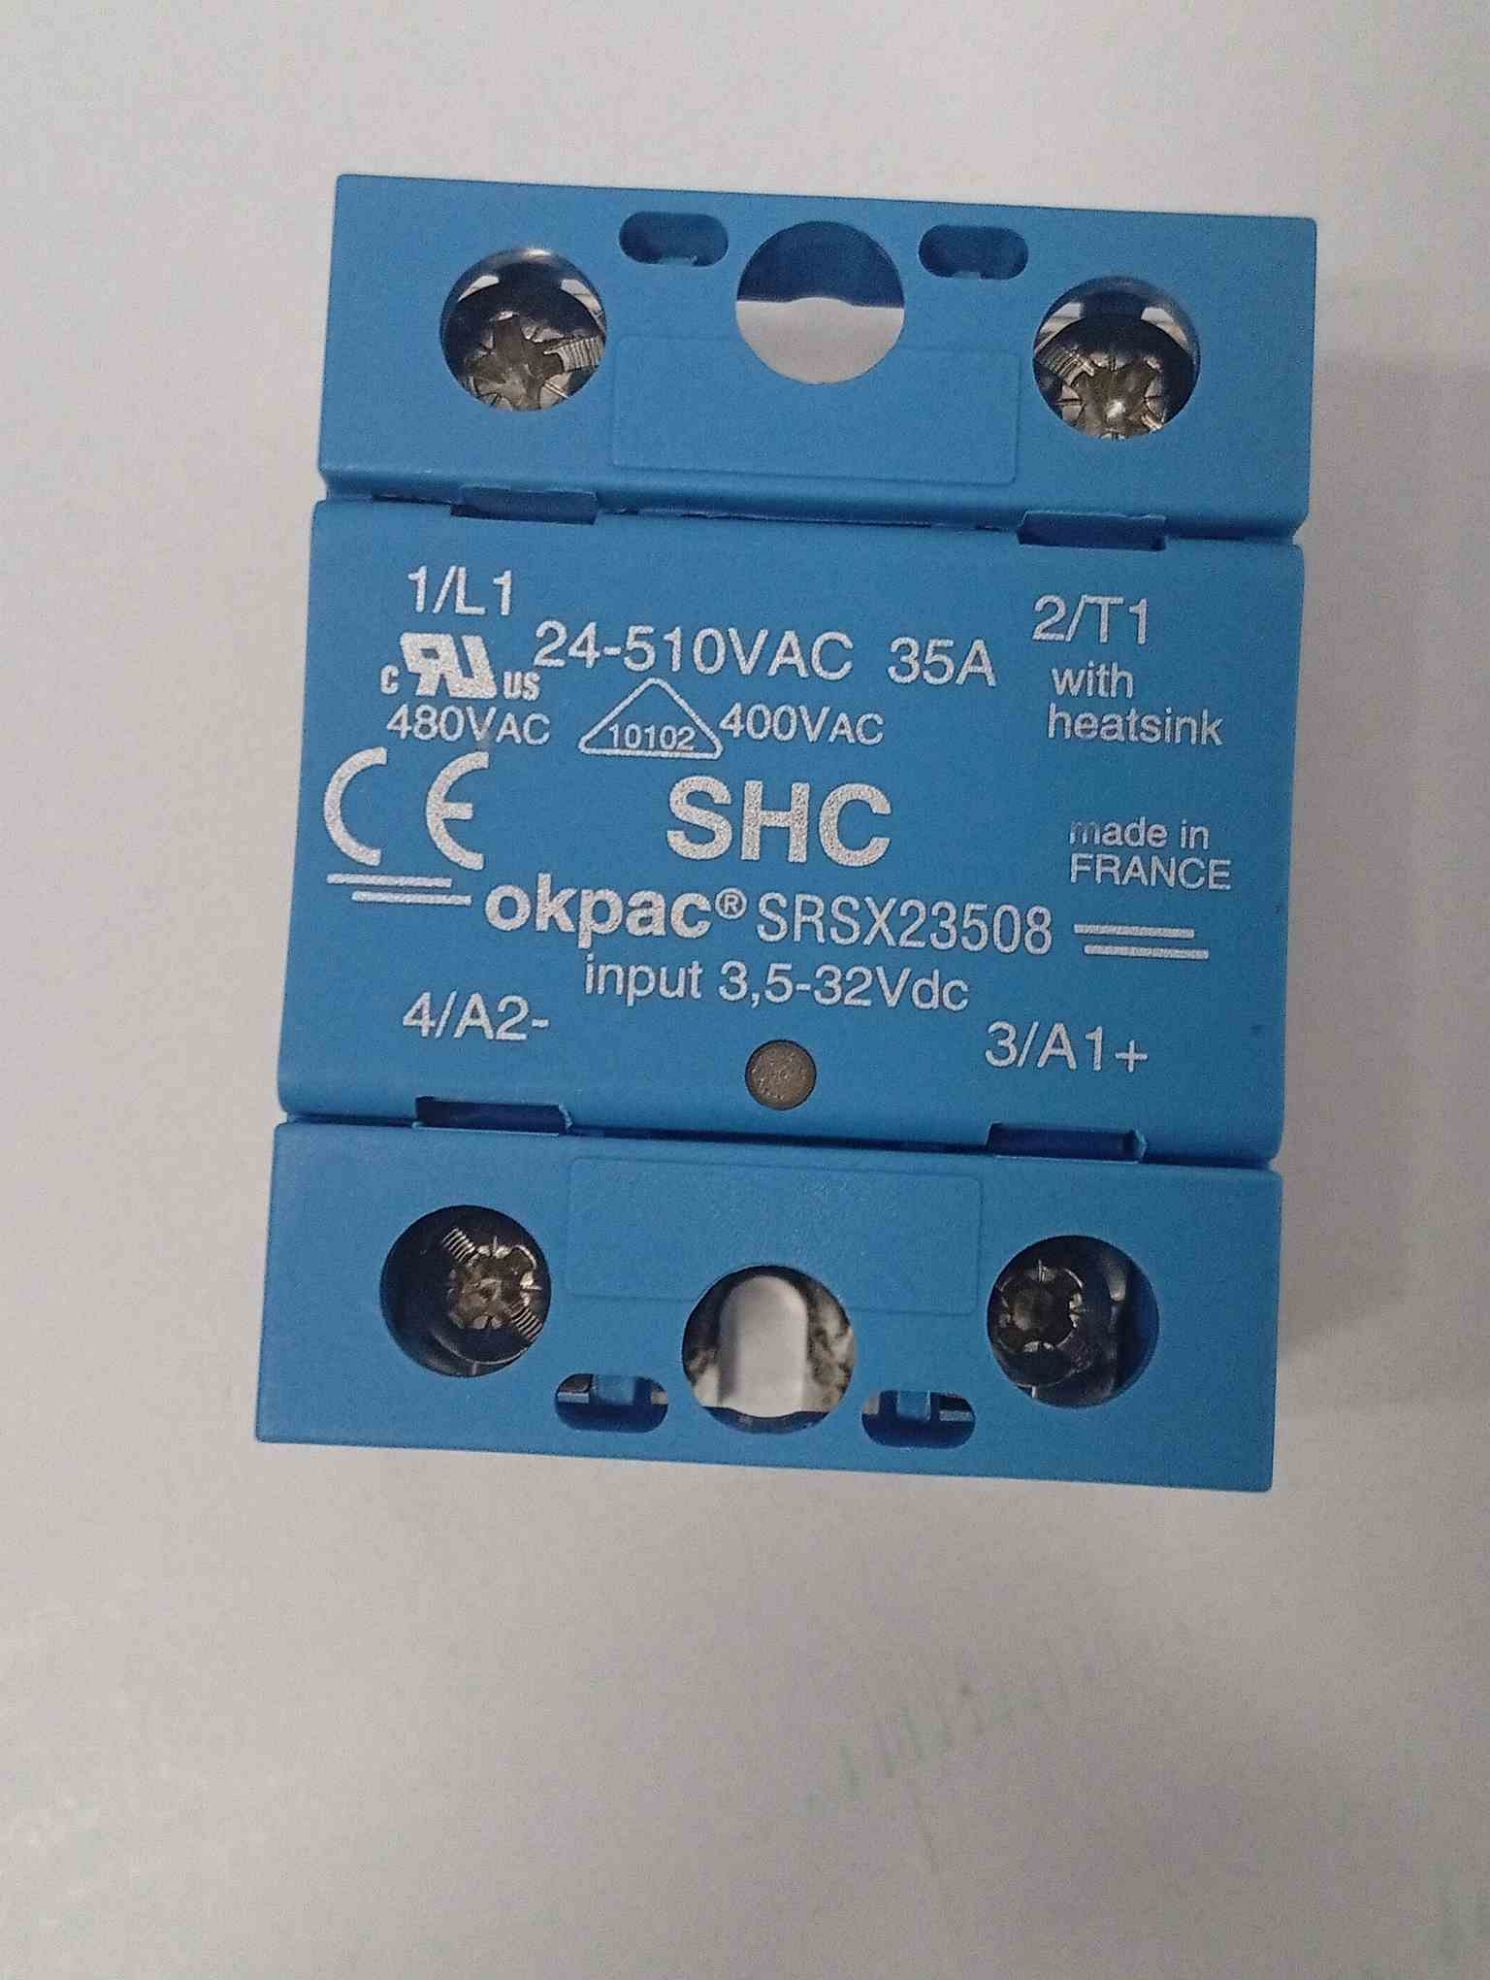 1/L1
2/T1
24-510VAC 35A
with
heatsink
c RU us
480VAC
10102
400VAC
CE
SHC
made in
FRANCE
okpac® SRSX23508
input 3,5-32Vdc
4/A2-
3/A1+